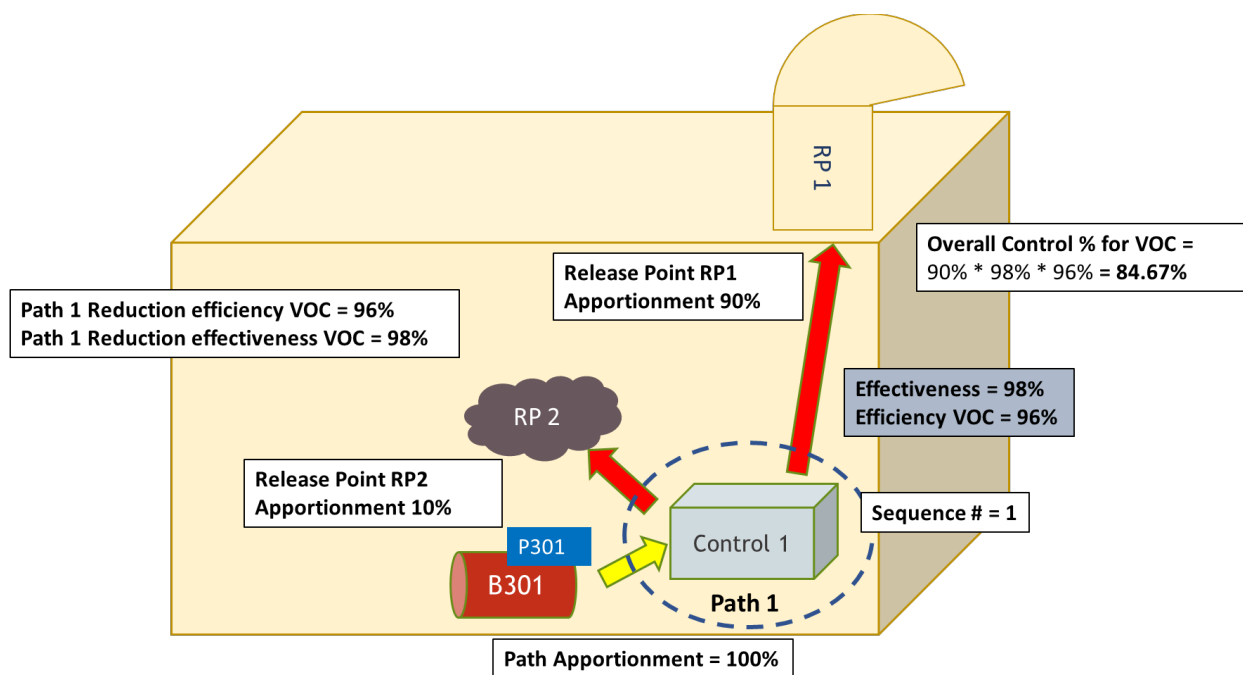 RP 1
Overall Control % for VOC =
90% * 98% * 96% = 84.67%
Release Point RP1
Apportionment 90%
Path 1 Reduction efficiency VOC = 96%
Path 1 Reduction effectiveness VOC = 98%
Effectiveness = 98%
Efficiency VOC = 96%
RP 2
Release Point RP2
Apportionment 10%
Sequence # = 1
P301
Control 1
B301
Path 1
Path Apportionment = 100%